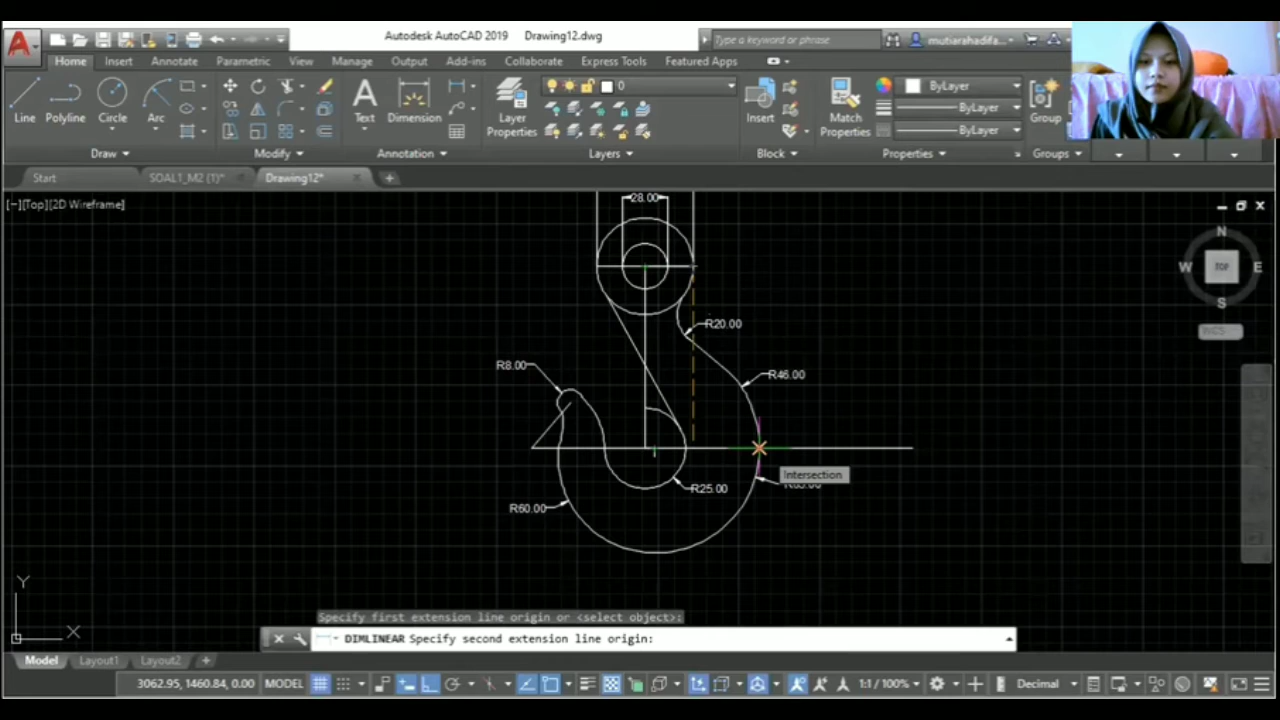 Autodesk AutoCAD 2019 Drawing12.dwg
Type a keyword or phrase
mutiarahadifa...
Home Insert Annotate Parametric View Manage Output Add-ins Collaborate Express Tools Featured Apps
Line Polyline Circle Arc
Text Dimension
Layer Properties
0
Insert
Match Properties
ByLayer
ByLayer
ByLayer
Group
Draw Modify Annotation Layers Block Properties Groups
Start SOAL1_M2 (1)* Drawing12*
[−][Top][2D Wireframe]
N
W TOP E
S
WCS
28.00
R20.00
R8.00
R46.00
Intersection
R25.00
R60.00
Y
X
Specify first extension line origin or <select object>:
DIMLINEAR Specify second extension line origin:
Model Layout1 Layout2
3062.95, 1460.84, 0.00 MODEL 1:1 / 100% Decimal